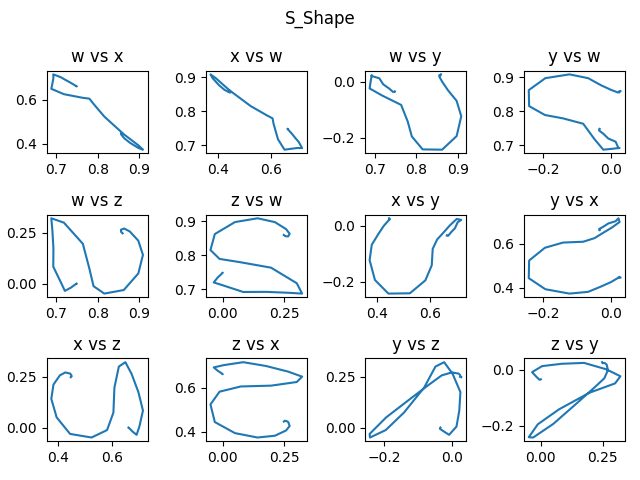 S_Shape
w vs x
x vs w
w vs y
y vs w
0.6
0.4
0.7 0.8 0.9
0.9
0.8
0.7
0.4 0.6
0.0
−0.2
0.7 0.8 0.9
0.9
0.8
0.7
−0.2 0.0
w vs z
z vs w
x vs y
y vs x
0.25
0.00
0.7 0.8 0.9
0.9
0.8
0.7
0.00 0.25
0.0
−0.2
0.4 0.6
0.6
0.4
−0.2 0.0
x vs z
z vs x
y vs z
z vs y
0.25
0.00
0.4 0.6
0.6
0.4
0.00 0.25
0.25
0.00
−0.2 0.0
0.0
−0.2
0.00 0.25